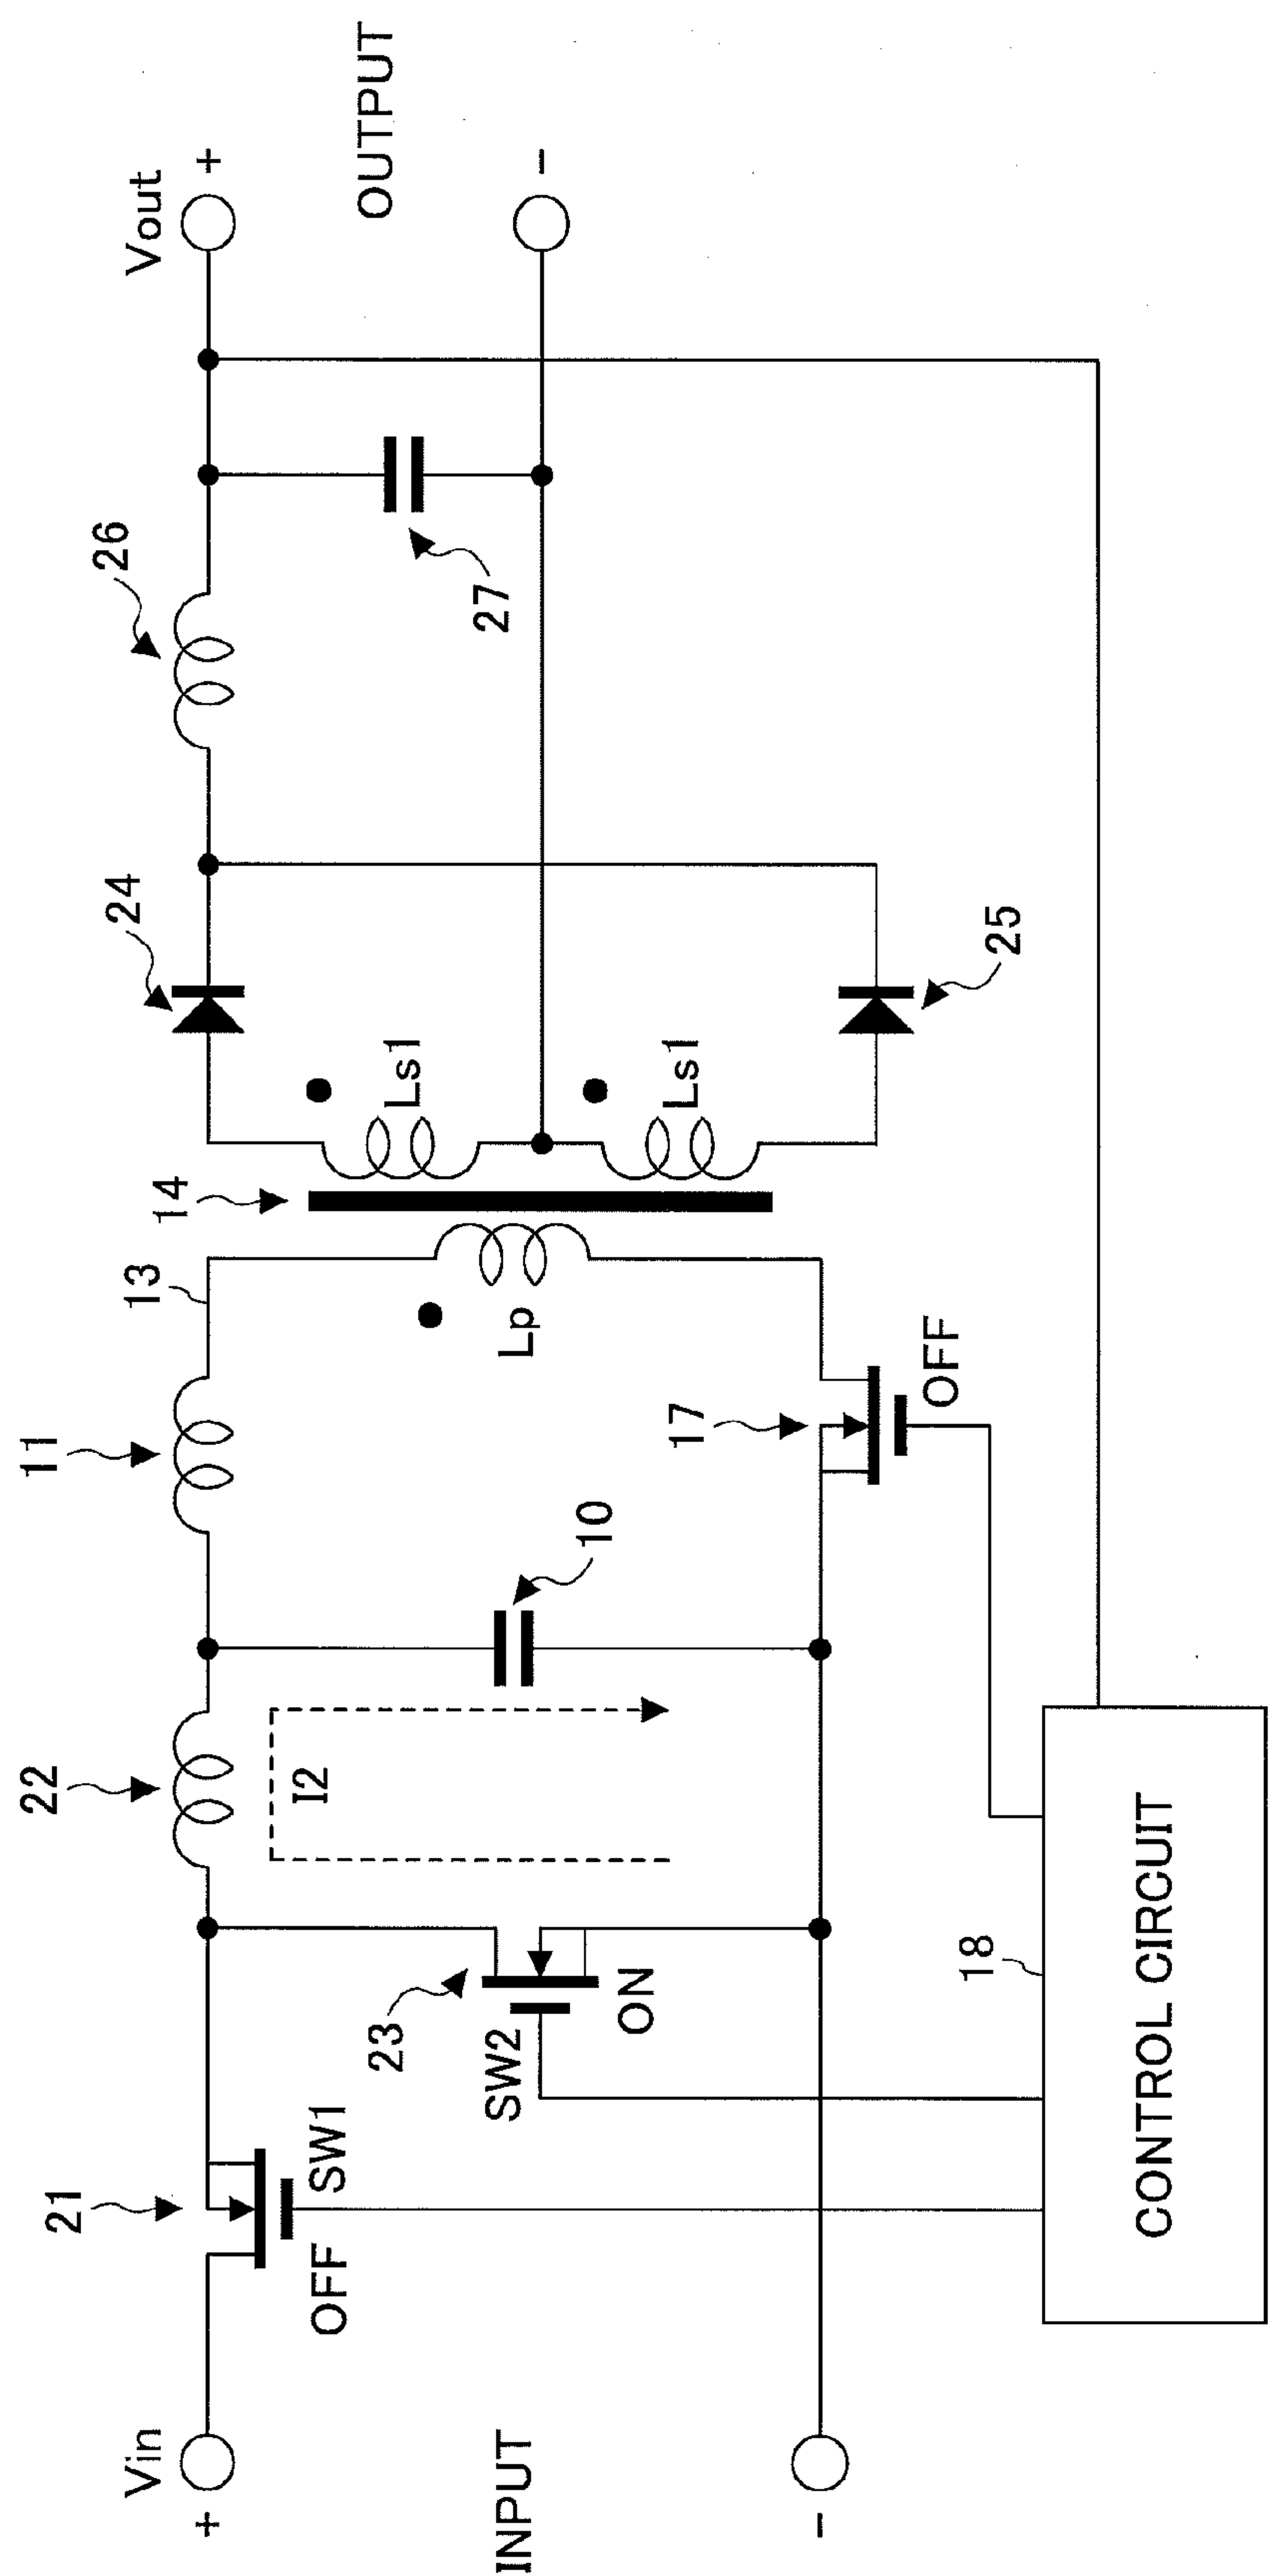 Vin
+
INPUT
-
21
OFF
SW1
22
I2
23
SW2
ON
11
10
13
14
Lp
17
OFF
Ls1
Ls1
24
25
26
27
Vout
+
OUTPUT
-
18
CONTROL CIRCUIT